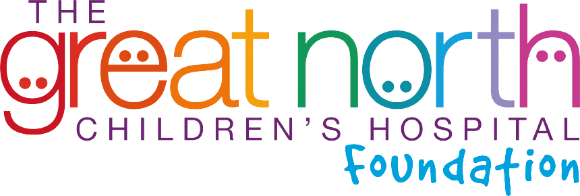 THE
great north
CHILDREN'S HOSPITAL
foundation